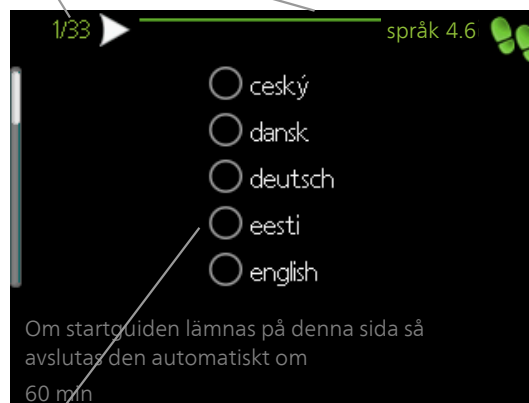 1/33
språk 4.6
ceský
dansk
deutsch
eesti
english
Om startguiden lämnas på denna sida så
avslutas den automatiskt om
60 min